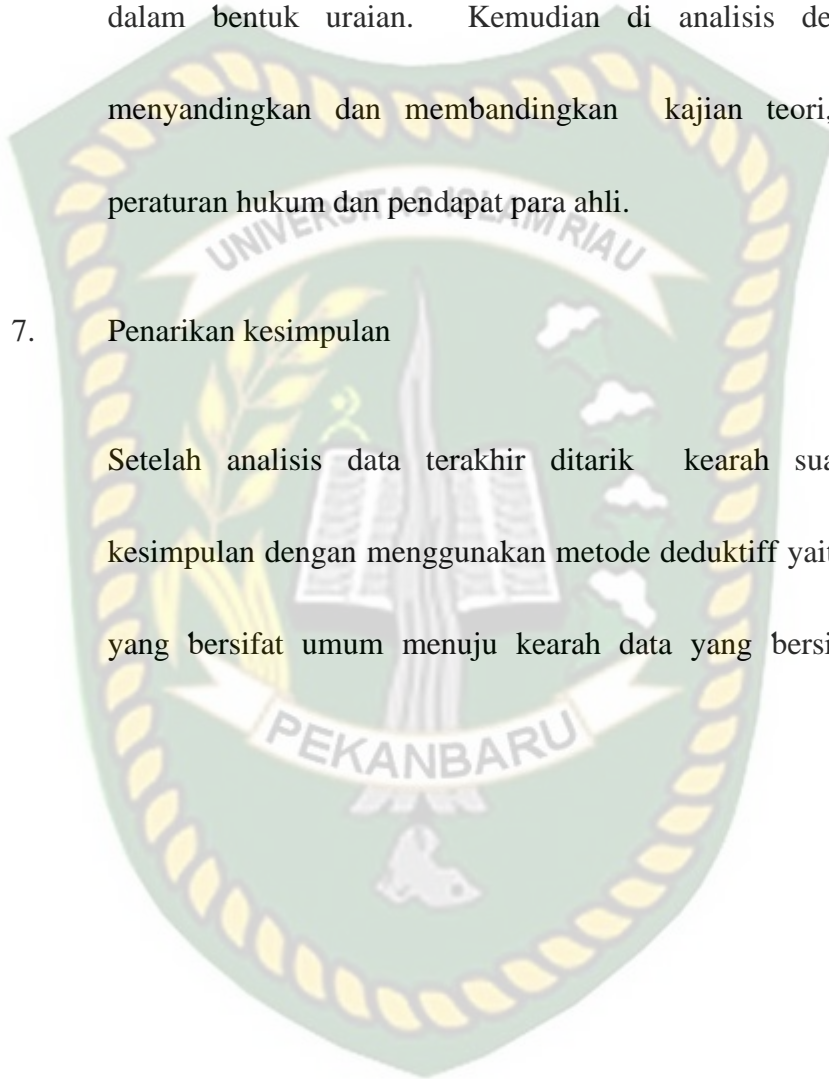 dalam bentuk uraian. Kemudian di analisis de
menyandingkan dan membandingkan kajian teori,
peraturan hukum dan pendapat para ahli.
UNIVERSITAS ISLAM RIAU
7. Penarikan kesimpulan
Setelah analisis data terakhir ditarik kearah sua
kesimpulan dengan menggunakan metode deduktiff yait
yang bersifat umum menuju kearah data yang bersi
PEKANBARU